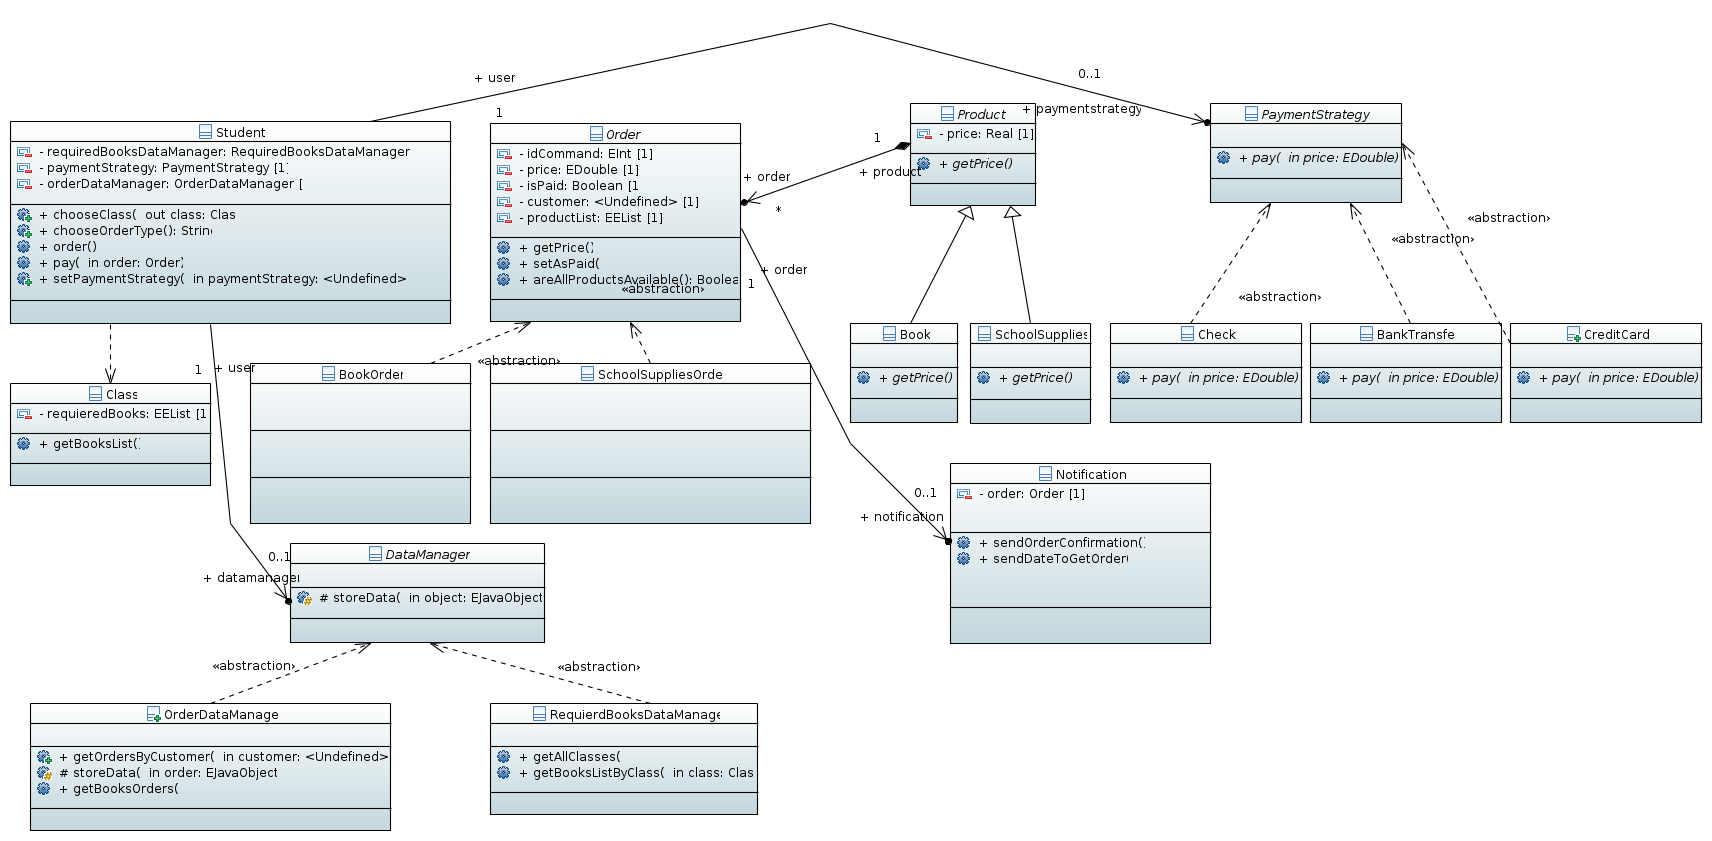 + user
1
0..1
+ paymentstrategy
Student
- requiredBooksDataManager: RequiredBooksDataManager
- paymentStrategy: PaymentStrategy [1]
- orderDataManager: OrderDataManager [
+ chooseClass(  out class: Clas
+ chooseOrderType(): String
+ order()
+ pay(  in order: Order)
+ setPaymentStrategy(  in paymentStrategy: <Undefined>
Order
- idCommand: EInt [1]
- price: EDouble [1]
- isPaid: Boolean [1
- customer: <Undefined> [1]
- productList: EEList [1]
+ getPrice()
+ setAsPaid(
+ areAllProductsAvailable(): Boolea
«abstraction»
1
+ product
+ order
*
Product
- price: Real [1]
+ getPrice()
PaymentStrategy
+ pay(  in price: EDouble)
«abstraction»
«abstraction»
«abstraction»
+ order
1
Book
+ getPrice()
SchoolSupplies
+ getPrice()
Check
+ pay(  in price: EDouble)
BankTransfe
+ pay(  in price: EDouble)
CreditCard
+ pay(  in price: EDouble)
1
+ user
«abstraction»
Class
- requieredBooks: EEList [1
+ getBooksList()
BookOrder
SchoolSuppliesOrde
0..1
+ notification
Notification
- order: Order [1]
+ sendOrderConfirmation()
+ sendDateToGetOrder(
0..1
+ datamanager
DataManager
# storeData(  in object: EJavaObject
«abstraction»
«abstraction»
OrderDataManage
+ getOrdersByCustomer(  in customer: <Undefined>
# storeData(  in order: EJavaObject
+ getBooksOrders(
RequierdBooksDataManage
+ getAllClasses(
+ getBooksListByClass(  in class: Clas